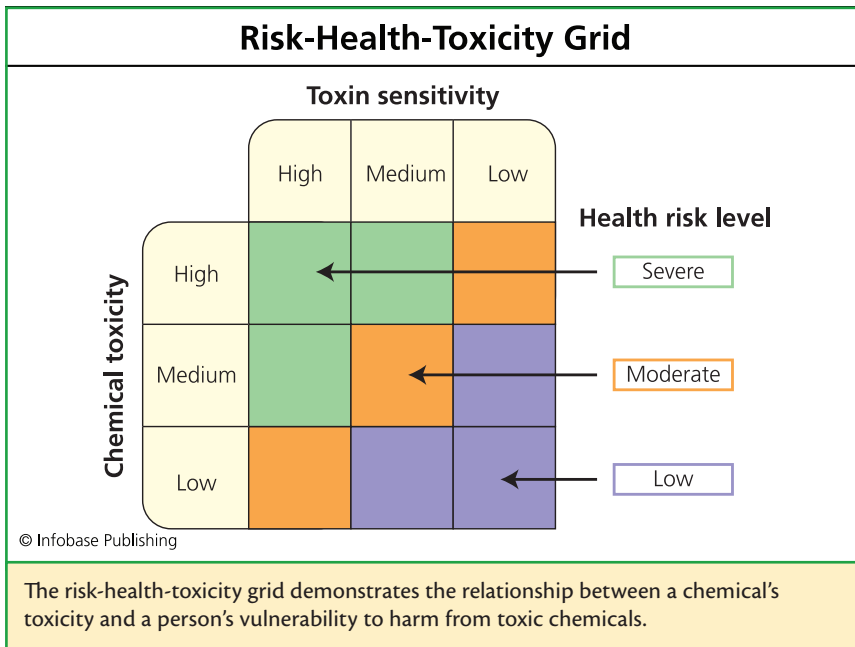 Risk-Health-Toxicity Grid
Toxin sensitivity
High Medium Low
Health risk level
Chemical toxicity
High
Severe
Medium
Moderate
Low
Low
© Infobase Publishing
The risk-health-toxicity grid demonstrates the relationship between a chemical’s
toxicity and a person’s vulnerability to harm from toxic chemicals.